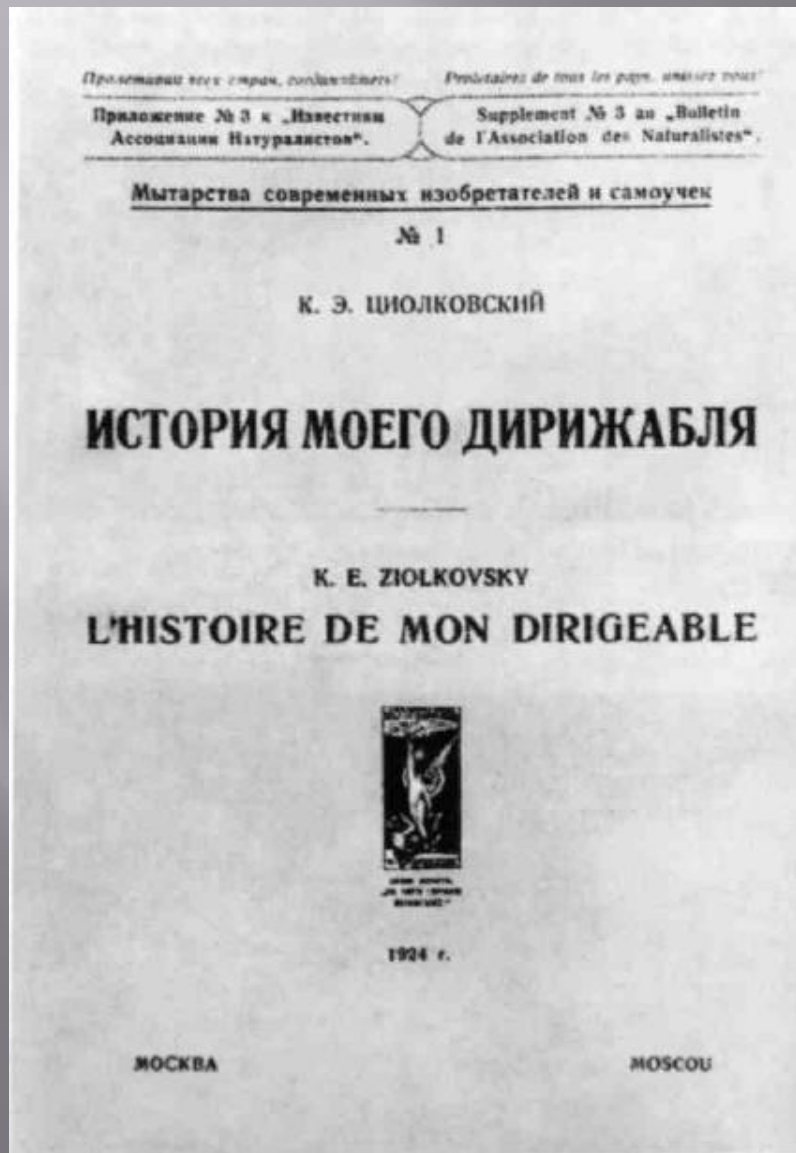 Пролетарии всех стран, соединяйтесь!
Prolétaires de tous les pays, unissez vous!
Приложение № 3 к „Известиям
Ассоциации Натуралистов“.
Supplement № 3 au „Bulletin
de l'Association des Naturalistes“.
Мытарства современных изобретателей и самоучек
№ 1
К. Э. ЦИОЛКОВСКИЙ
ИСТОРИЯ МОЕГО ДИРИЖАБЛЯ
K. E. ZIOLKOVSKY
L'HISTOIRE DE MON DIRIGEABLE
1924 г.
МОСКВА
MOSCOU